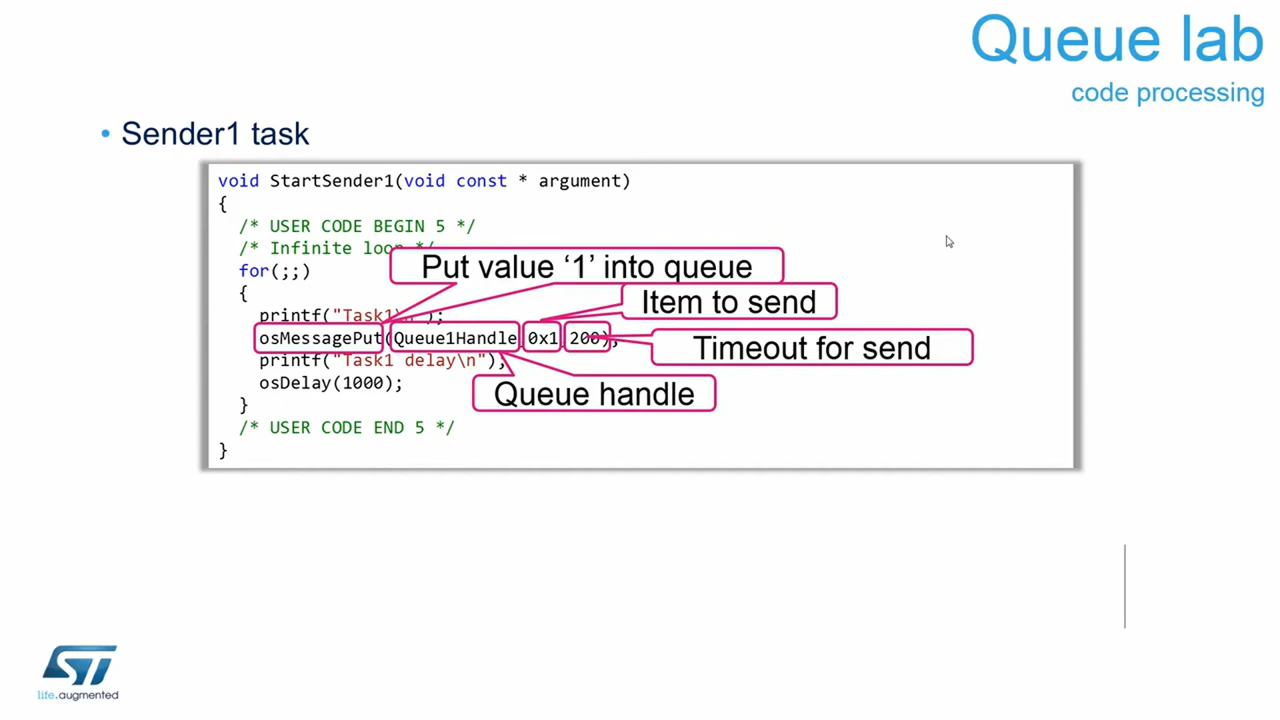 Queue lab
code processing
• Sender1 task
void StartSender1(void const * argument)
{
/* USER CODE BEGIN 5 */
/* Infinite loop */
for(;;)
Put value ‘1’ into queue
{
Item to send
printf("Task1\n");
osMessagePut(Queue1Handle,0x1,200);
Timeout for send
printf("Task1 delay\n");
osDelay(1000);
Queue handle
}
/* USER CODE END 5 */
}
ST
life.augmented